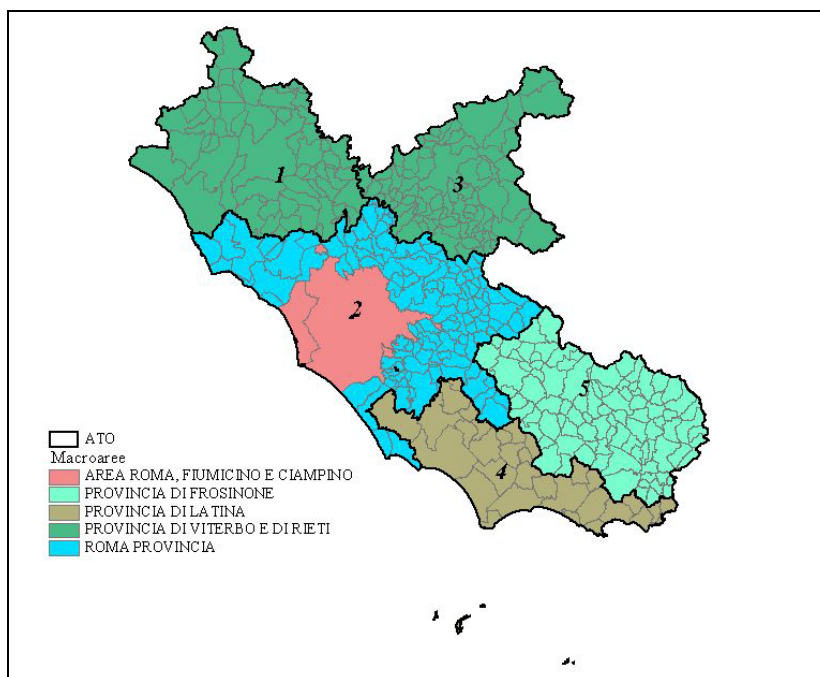 1
3
2
5
4
ATO
Macroaree
AREA ROMA, FIUMICINO E CIAMPINO
PROVINCIA DI FROSINONE
PROVINCIA DI LATINA
PROVINCIA DI VITERBO E DI RIETI
ROMA PROVINCIA